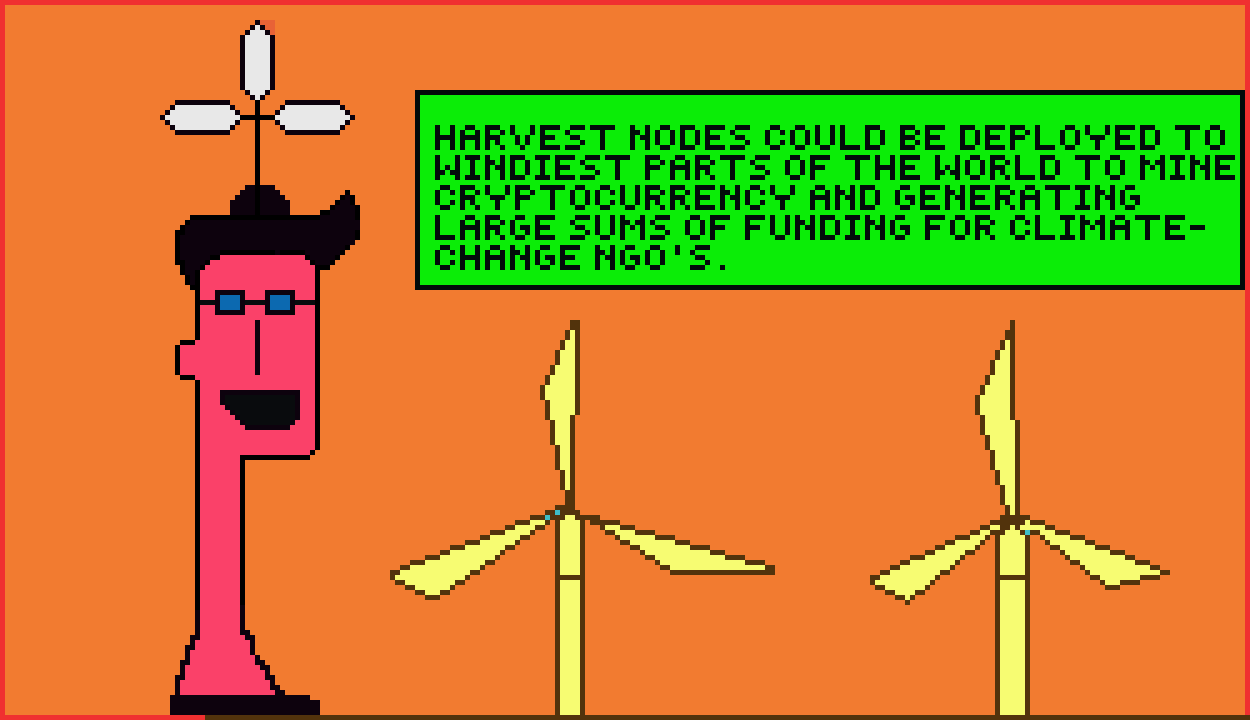 HARVEST NODES COULD BE DEPLOYED TO
WINDIEST PARTS OF THE WORLD TO MINE
CRYPTOCURRENCY AND GENERATING
LARGE SUMS OF FUNDING FOR CLIMATE-
CHANGE NGO'S.